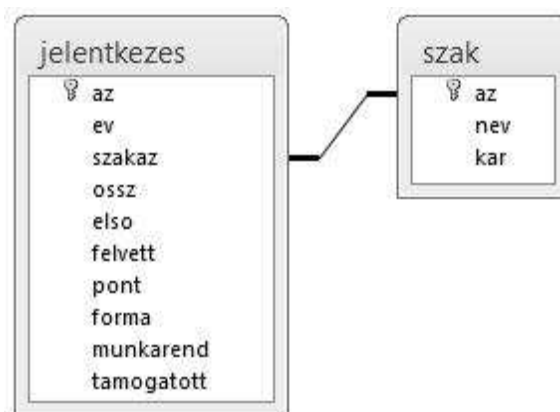 jelentkezes
az
ev
szakaz
ossz
elso
felvett
pont
forma
munkarend
tamogatott
szak
az
nev
kar